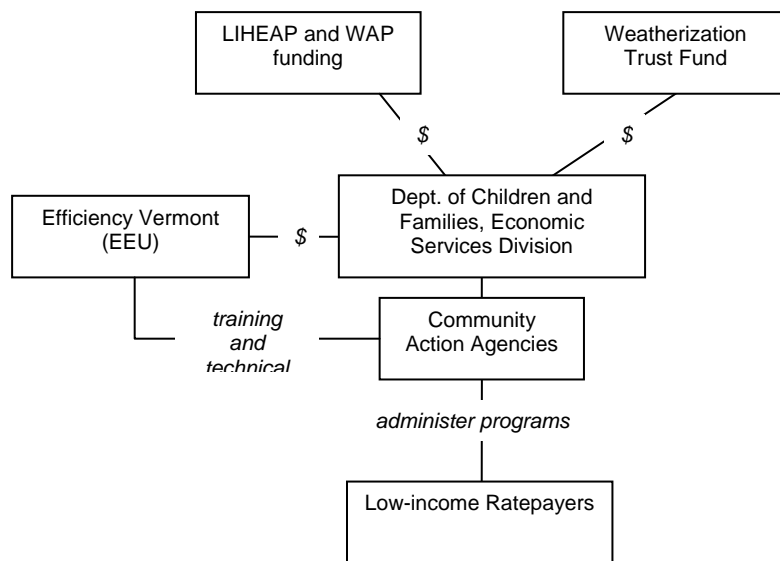 LIHEAP and WAP
funding
Weatherization
Trust Fund
$
$
Dept. of Children and
Families, Economic
Services Division
Efficiency Vermont
(EEU)
$
training
and
technical
Community
Action Agencies
administer programs
Low-income Ratepayers